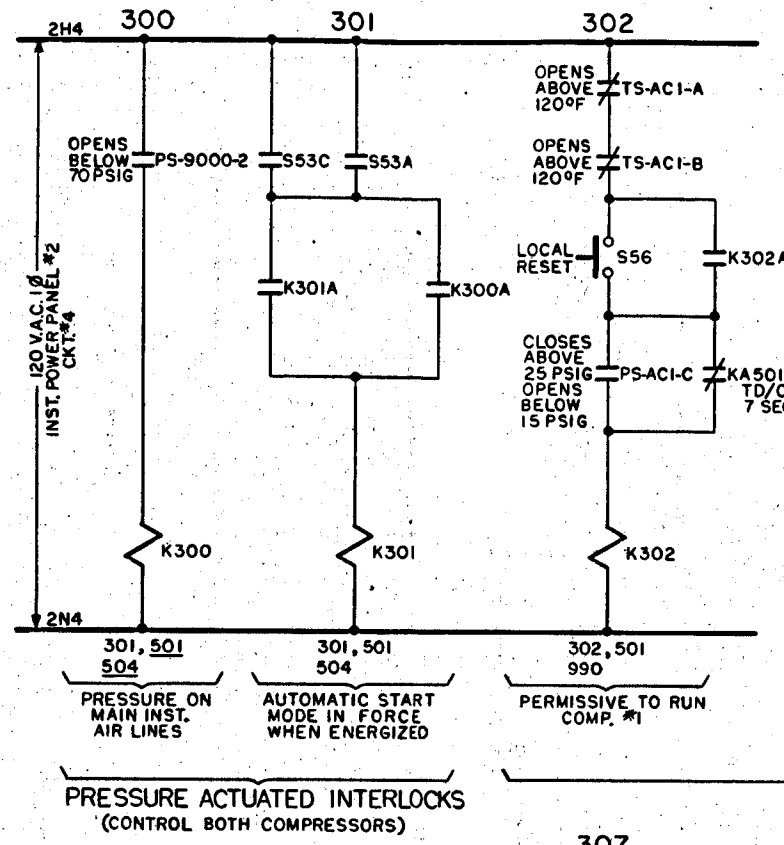 300
301
302
2H4
OPENS
BELOW
70 PSIG
PS-9000-2
S53C
S53A
OPENS
ABOVE
120°F
TS-AC1-A
OPENS
ABOVE
120°F
TS-AC1-B
LOCAL
RESET
S56
K302A
K301A
K300A
120 V.A.C. 1Ø
INST. POWER PANEL #2
CKT. #4
CLOSES
ABOVE
25 PSIG
OPENS
BELOW
15 PSIG
PS-AC1-C
KA501
TD/
7 SE
K300
K301
K302
2N4
301, 501
504
301, 501
504
302, 501
990
PRESSURE ON
MAIN INST.
AIR LINES
AUTOMATIC START
MODE IN FORCE
WHEN ENERGIZED
PERMISSIVE TO RUN
COMP. #1
PRESSURE ACTUATED INTERLOCKS
(CONTROL BOTH COMPRESSORS)
307